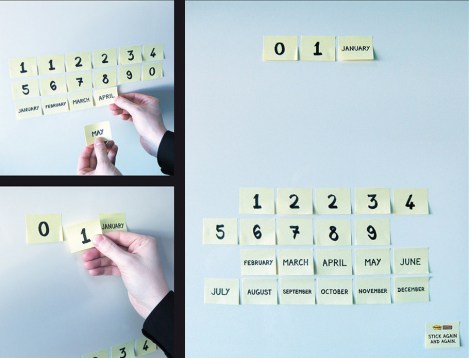 1 1 2 2 3 4
5 6 7 8 9 0
JANUARY FEBRUARY MARCH APRIL
MAY
0 1 JANUARY
3 4
0 1 JANUARY
1 2 2 3 4
5 6 7 8 9
FEBRUARY MARCH APRIL MAY JUNE
JULY AUGUST SEPTEMBER OCTOBER NOVEMBER DECEMBER
STICK AGAIN
AND AGAIN.